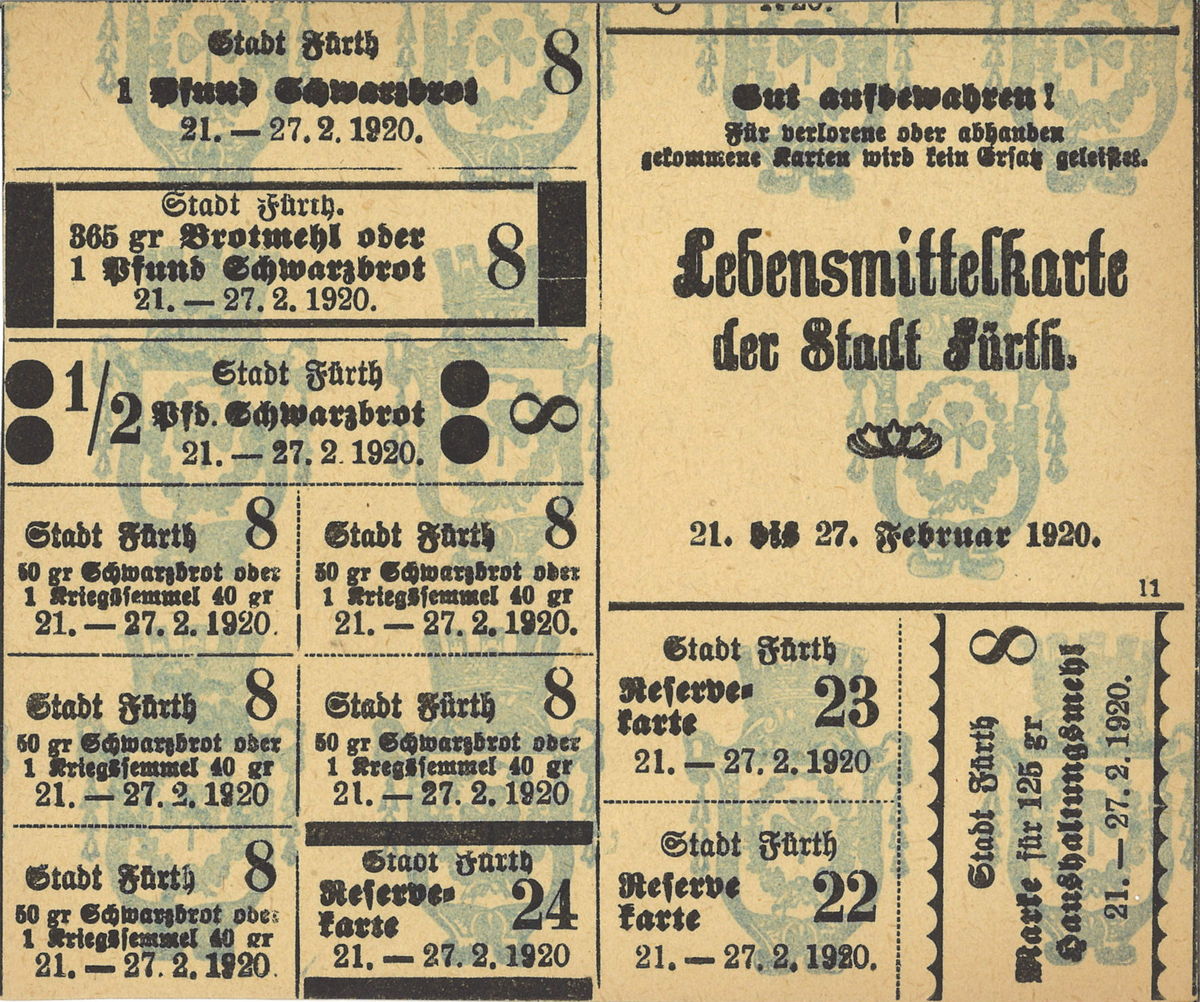 Stadt Fürth 8
1 Pfund Schwarzbrot
21. — 27. 2. 1920.
Stadt Fürth.
365 gr Brotmehl oder
1 Pfund Schwarzbrot 8
21. — 27. 2. 1920.
1/2 Stadt Fürth 8
Pfd. Schwarzbrot
21. — 27. 2. 1920.
Stadt Fürth 8
50 gr Schwarzbrot oder
1 Kriegssemmel 40 gr
21. — 27. 2. 1920.
Stadt Fürth 8
50 gr Schwarzbrot oder
1 Kriegssemmel 40 gr
21. — 27. 2. 1920.
Stadt Fürth 8
50 gr Schwarzbrot oder
1 Kriegssemmel 40 gr
21. — 27. 2. 1920
Stadt Fürth 8
50 gr Schwarzbrot oder
1 Kregssemmel 40 gr
21. — 27. 2. 1920
Stadt Fürth 8
50 gr Schwarzbrot oder
1 Kriegssemmel 40 gr
21. — 27. 2. 1920.
Stadt Fürth
Reserve-
karte 24
21. — 27. 2. 1920
1920.
Gut aufbewahren!
Für verlorene oder abhanden
gekommene Karten wird kein Ersatz geleistet.
Lebensmittelkarte
der Stadt Fürth.
21. bis 27. Februar 1920.
11
Stadt Fürth
Reserve-
karte 23
21. — 27. 2. 1920
Stadt Fürth
Reserve
karte 22
21. — 27. 2. 1920.
8
Stadt Fürth
Marke für 125 gr
Haushaltungsmehl
21. — 27. 2. 1920.